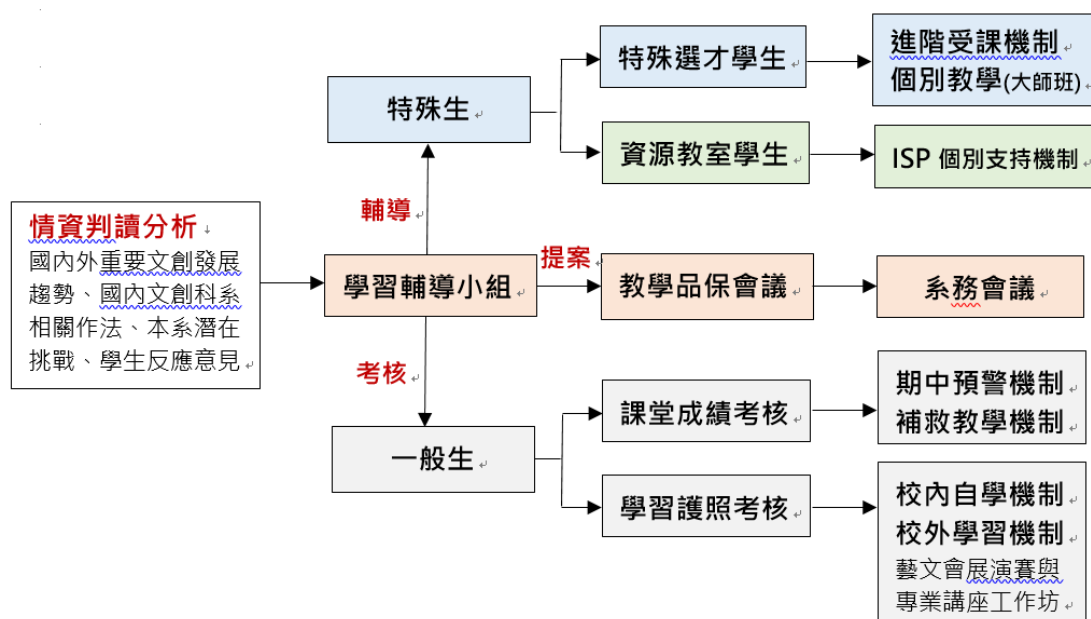 特殊選才學生
進階受課機制
個別教學(大師班)
特殊生
資源教室學生
ISP 個別支持機制
輔導
情資判讀分析
國內外重要文創發展
趨勢、國內文創科系
相關作法、本系潛在
挑戰、學生反應意見
學習輔導小組
提案
教學品保會議
系務會議
考核
一般生
課堂成績考核
期中預警機制
補救教學機制
學習護照考核
校內自學機制
校外學習機制
藝文會展演賽與
專業講座工作坊